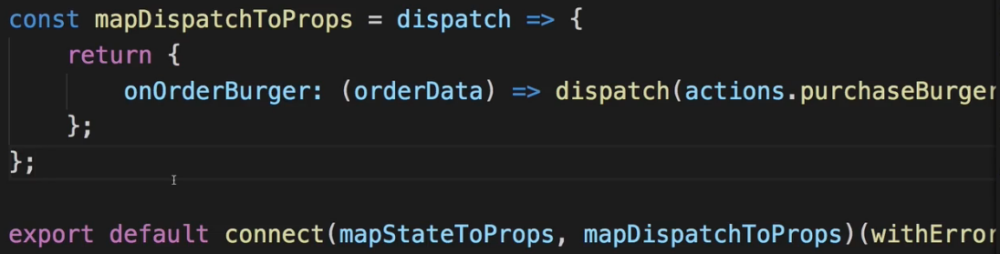 const mapDispatchToProps = dispatch => {
return {
onOrderBurger: (orderData) => dispatch(actions.purchaseBurger
};
};
export default connect(mapStateToProps, mapDispatchToProps)(withError